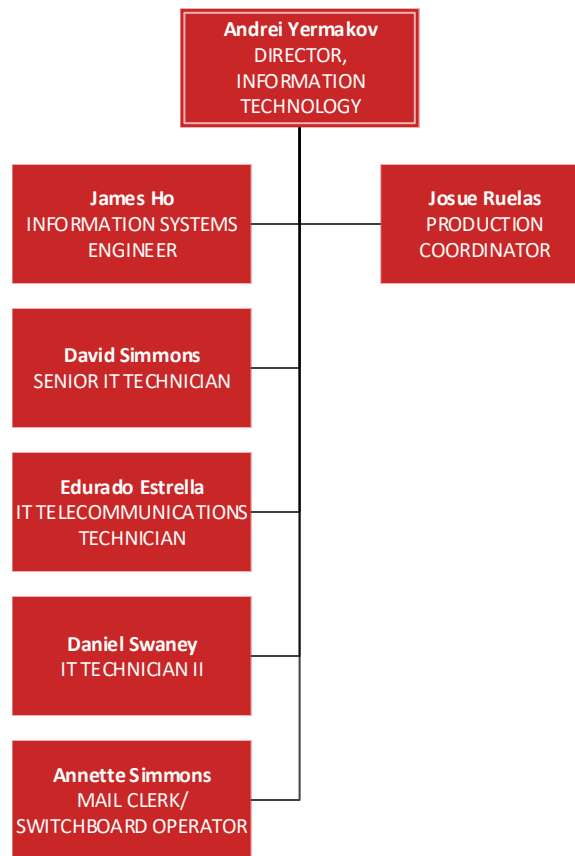 Andrei Yermakov
DIRECTOR,
INFORMATION
TECHNOLOGY
James Ho
INFORMATION SYSTEMS
ENGINEER
Josue Ruelas
PRODUCTION
COORDINATOR
David Simmons
SENIOR IT TECHNICIAN
Edurado Estrella
IT TELECOMMUNICATIONS
TECHNICIAN
Daniel Swaney
IT TECHNICIAN II
Annette Simmons
MAIL CLERK/
SWITCHBOARD OPERATOR